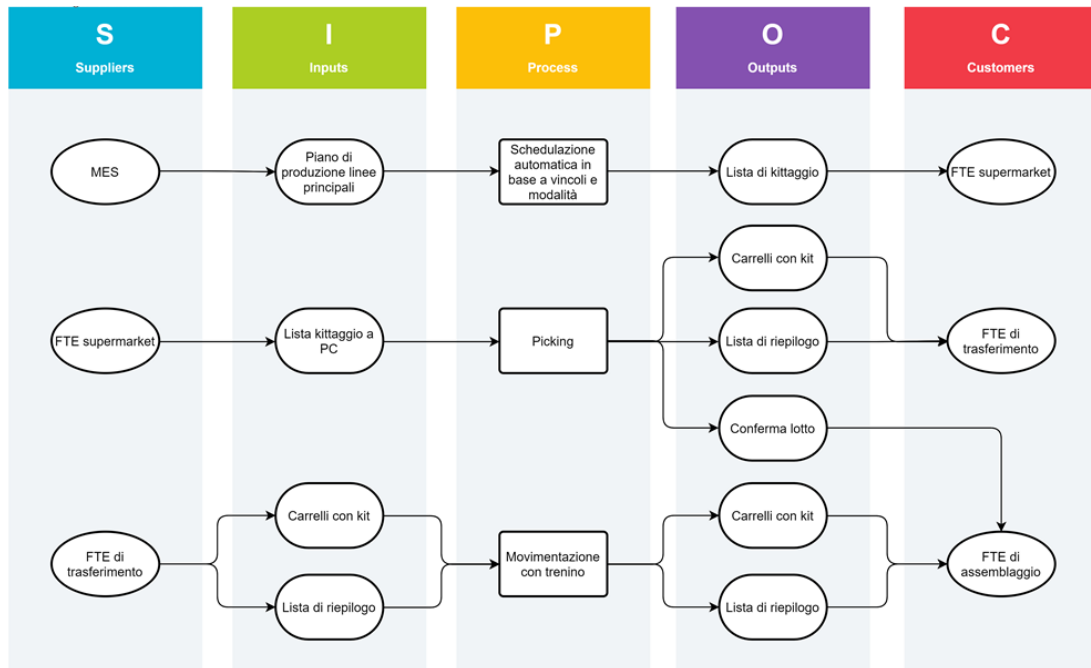 S
Suppliers
I
Inputs
P
Process
O
Outputs
C
Customers
MES
Piano di
produzione linee
principali
Schedulazione
automatica in
base a vincoli e
modalità
Lista di kittaggio
FTE supermarket
FTE supermarket
Lista kittaggio a
PC
Picking
Carrelli con kit
Lista di riepilogo
Conferma lotto
FTE di
trasferimento
FTE di
trasferimento
Carrelli con kit
Lista di riepilogo
Movimentazione
con trenino
Carrelli con kit
Lista di riepilogo
FTE di
assemblaggio